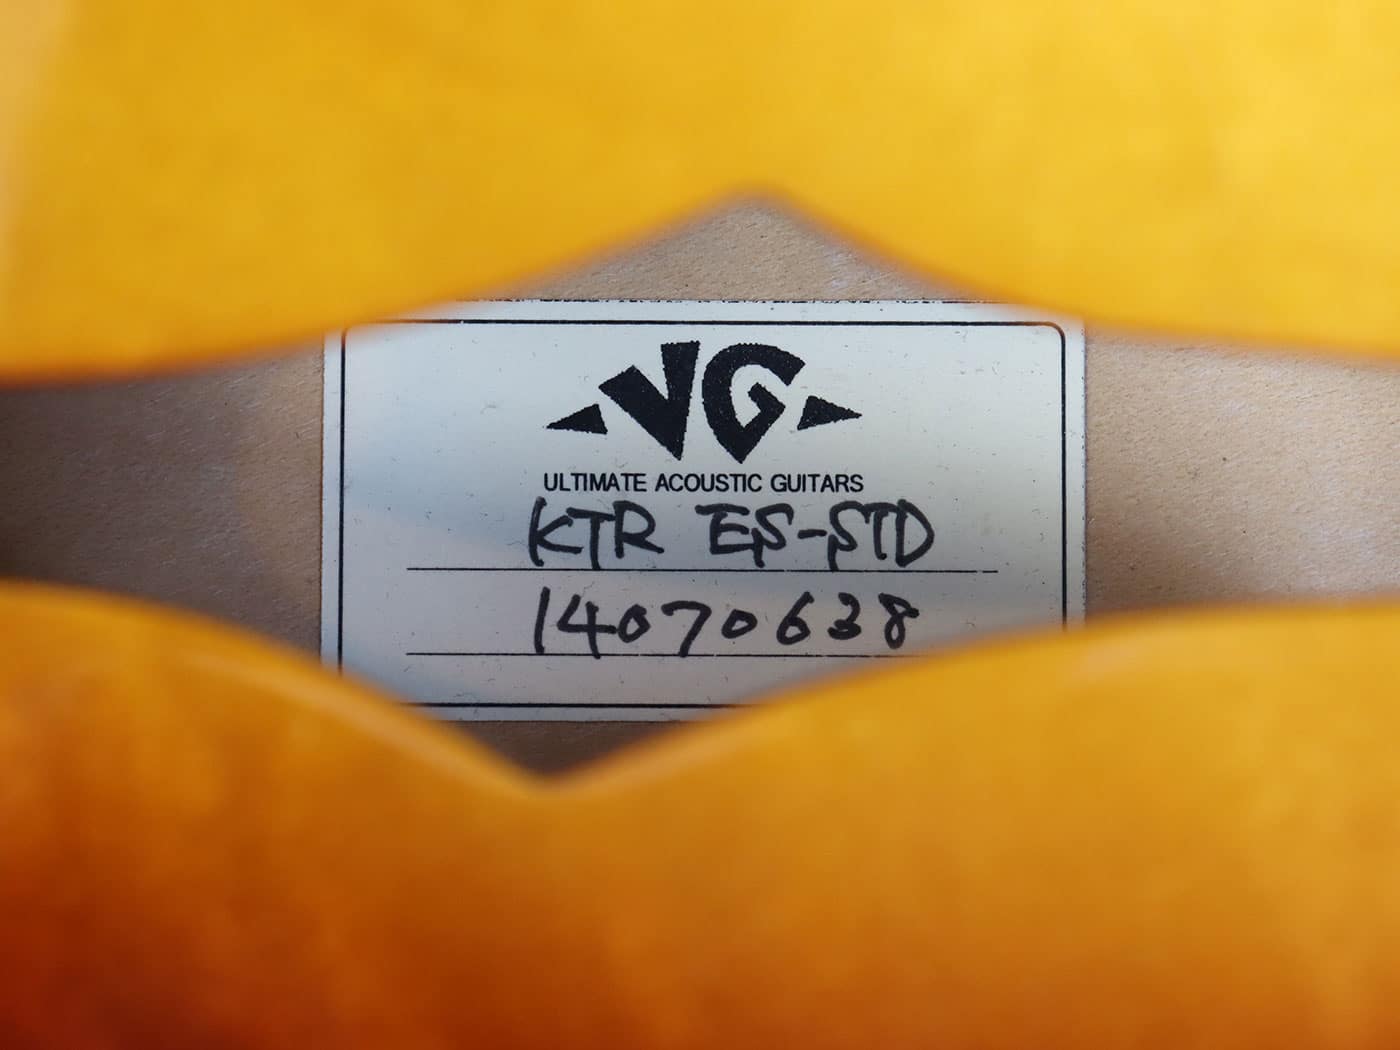 VG
ULTIMATE ACOUSTIC GUITARS
KTR ES-STD
14070638